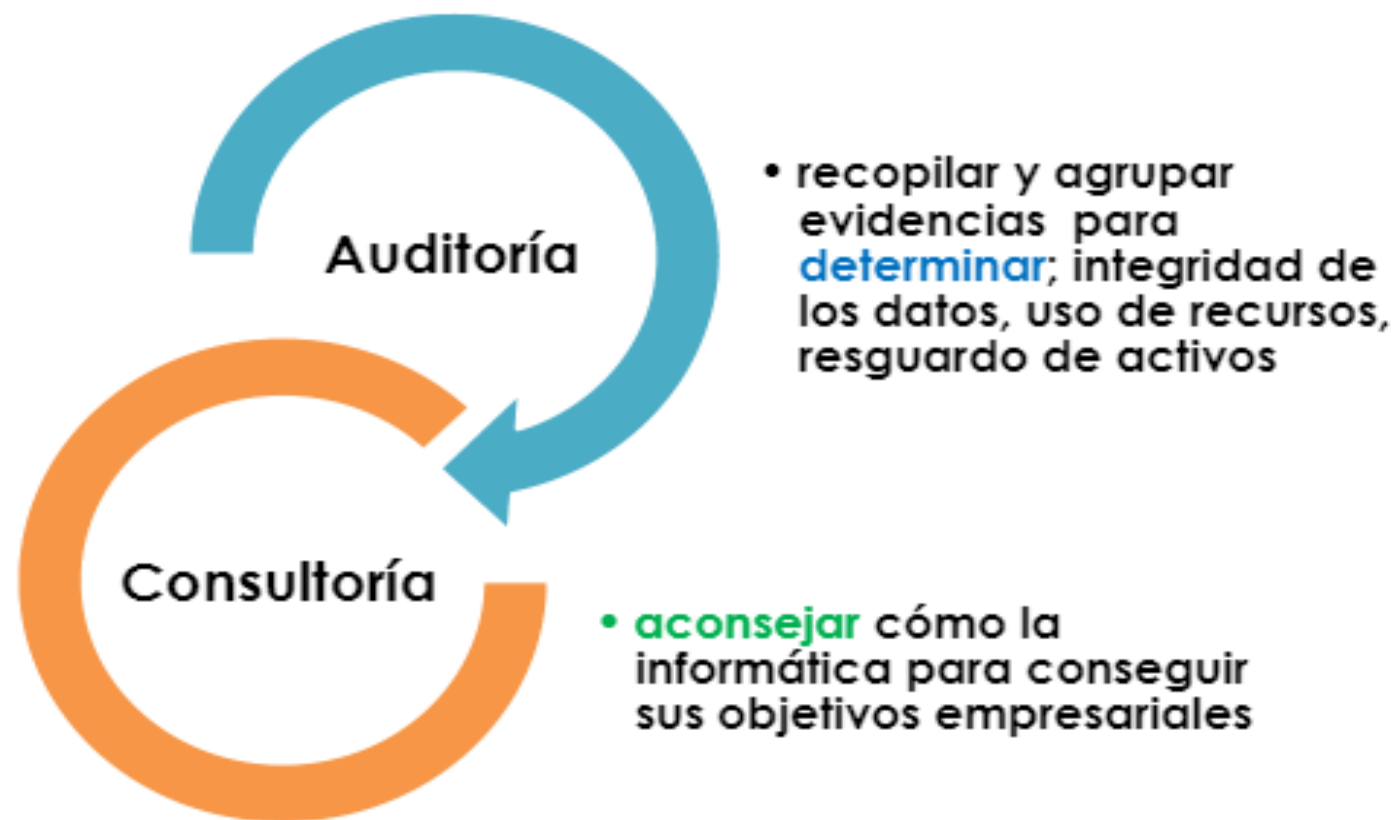 Auditoría
• recopilar y agrupar
evidencias para
determinar; integridad de
los datos, uso de recursos,
resguardo de activos
Consultoría
• aconsejar cómo la
informática para conseguir
sus objetivos empresariales